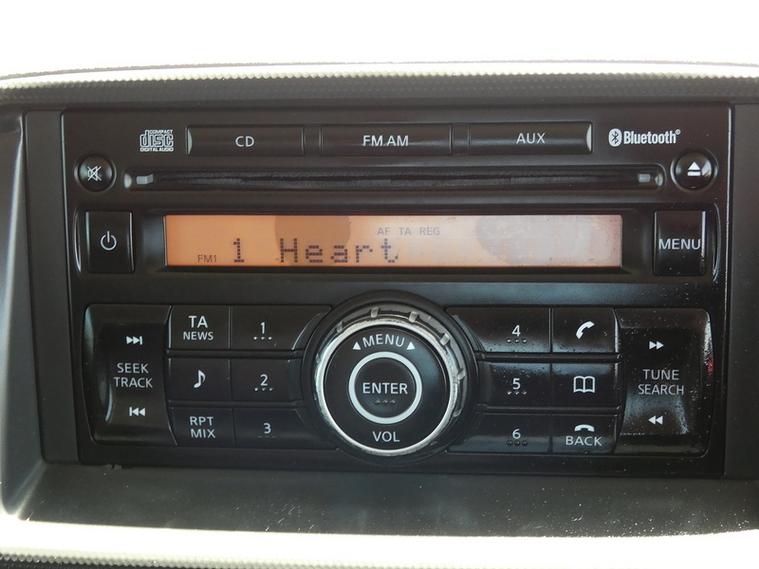 COMPACT
disc
DIGITAL AUDIO
CD
FM.AM
AUX
Bluetooth®
AF TA REG
FM1
1 Heart
MENU
TA
NEWS
1
4
SEEK
TRACK
2
MENU
ENTER
VOL
5
TUNE
SEARCH
RPT
MIX
3
6
BACK